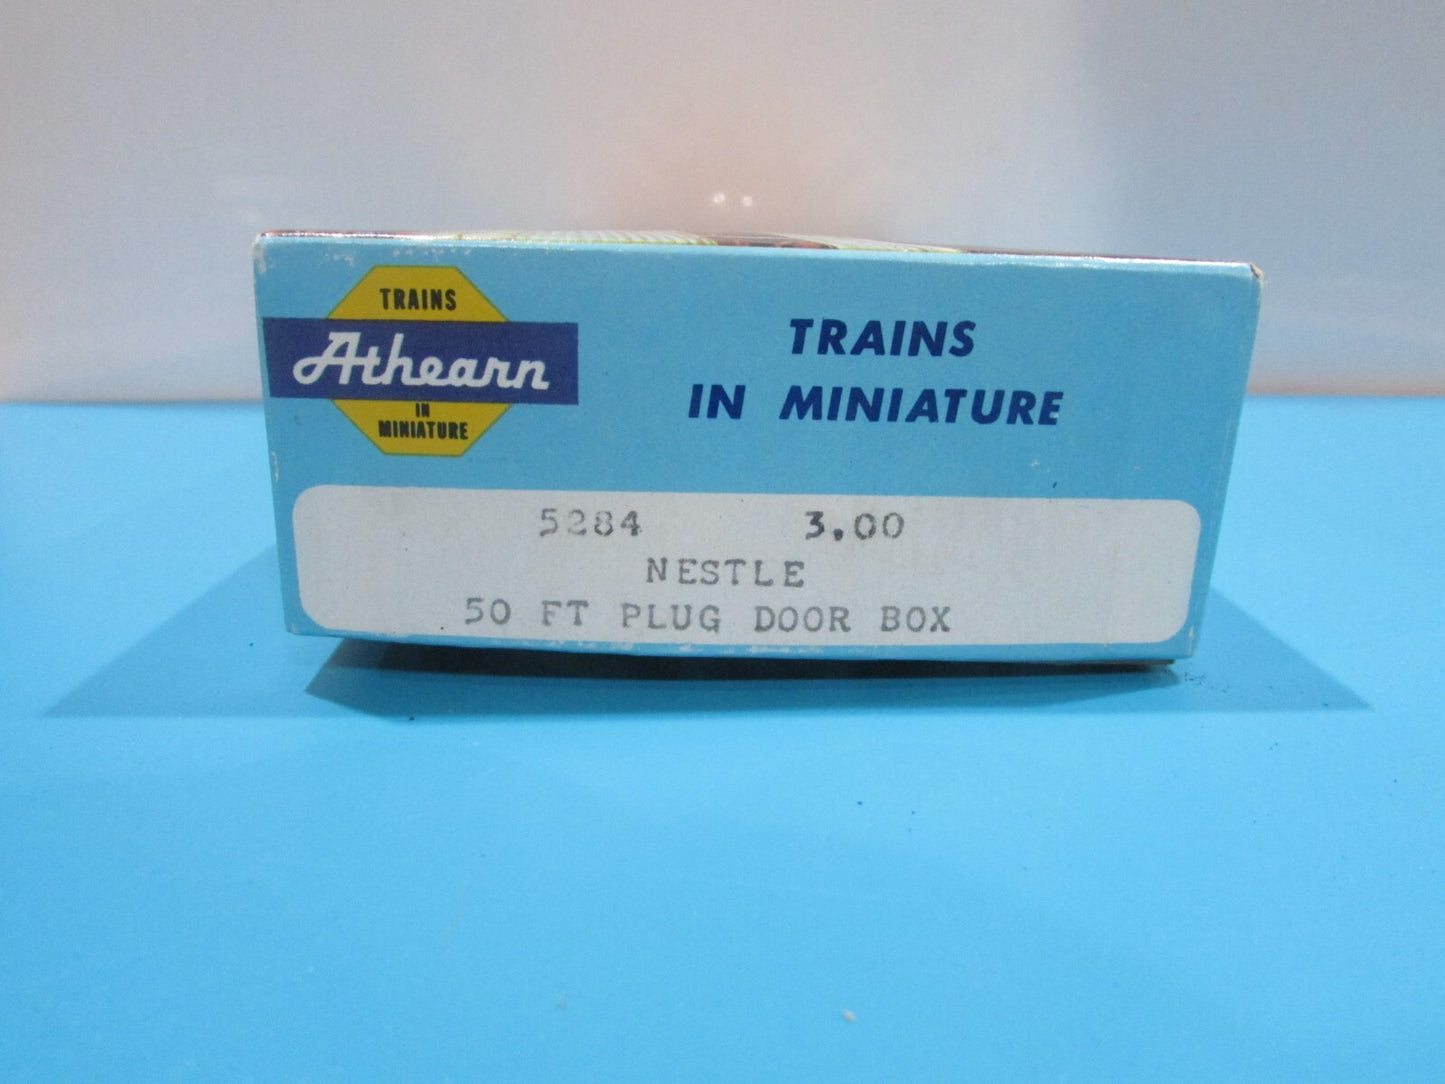 TRAINS
Athearn
IN
MINIATURE
TRAINS
IN MINIATURE
5284 3.00
NESTLE
50 FT PLUG DOOR BOX